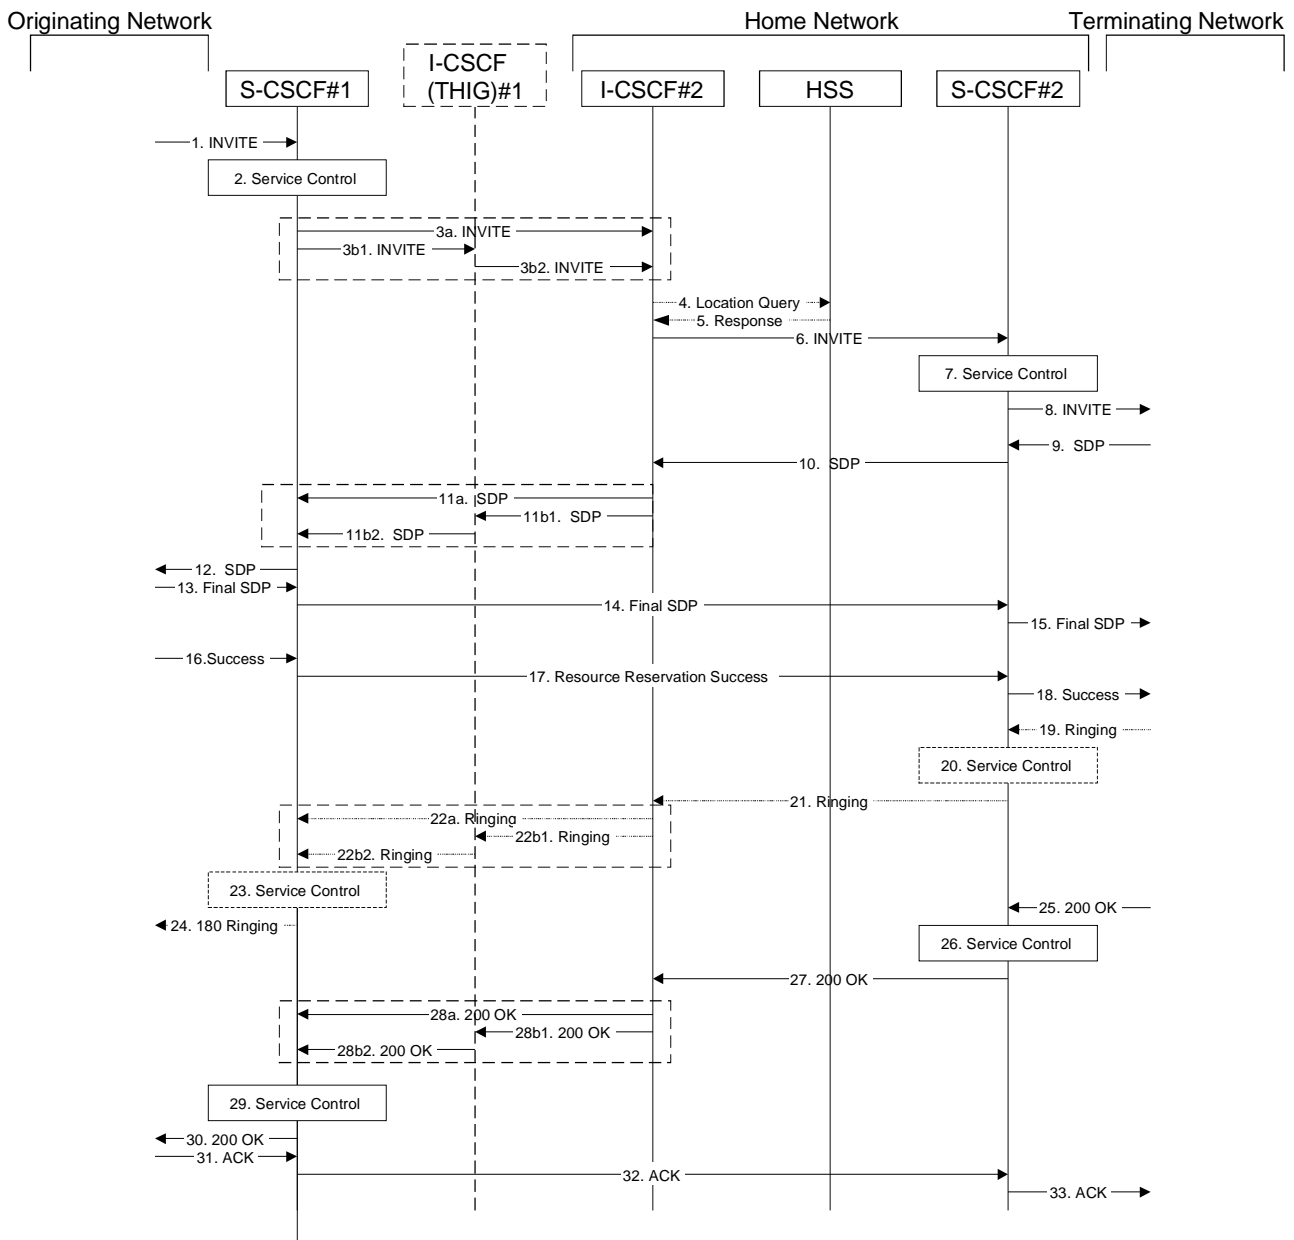 Originating Network
Home Network
Terminating Network
S-CSCF#1
I-CSCF
(THIG)#1
I-CSCF#2
HSS
S-CSCF#2
1. INVITE
2. Service Control
3a. INVITE
3b1. INVITE
3b2. INVITE
4. Location Query
5. Response
6. INVITE
7. Service Control
8. INVITE
9. SDP
10. SDP
11a. SDP
11b1. SDP
11b2. SDP
12. SDP
13. Final SDP
14. Final SDP
15. Final SDP
16.Success
17. Resource Reservation Success
18. Success
19. Ringing
20. Service Control
21. Ringing
22a. Ringing
22b1. Ringing
22b2. Ringing
23. Service Control
24. 180 Ringing
25. 200 OK
26. Service Control
27. 200 OK
28a. 200 OK
28b1. 200 OK
28b2. 200 OK
29. Service Control
30. 200 OK
31. ACK
32. ACK
33. ACK